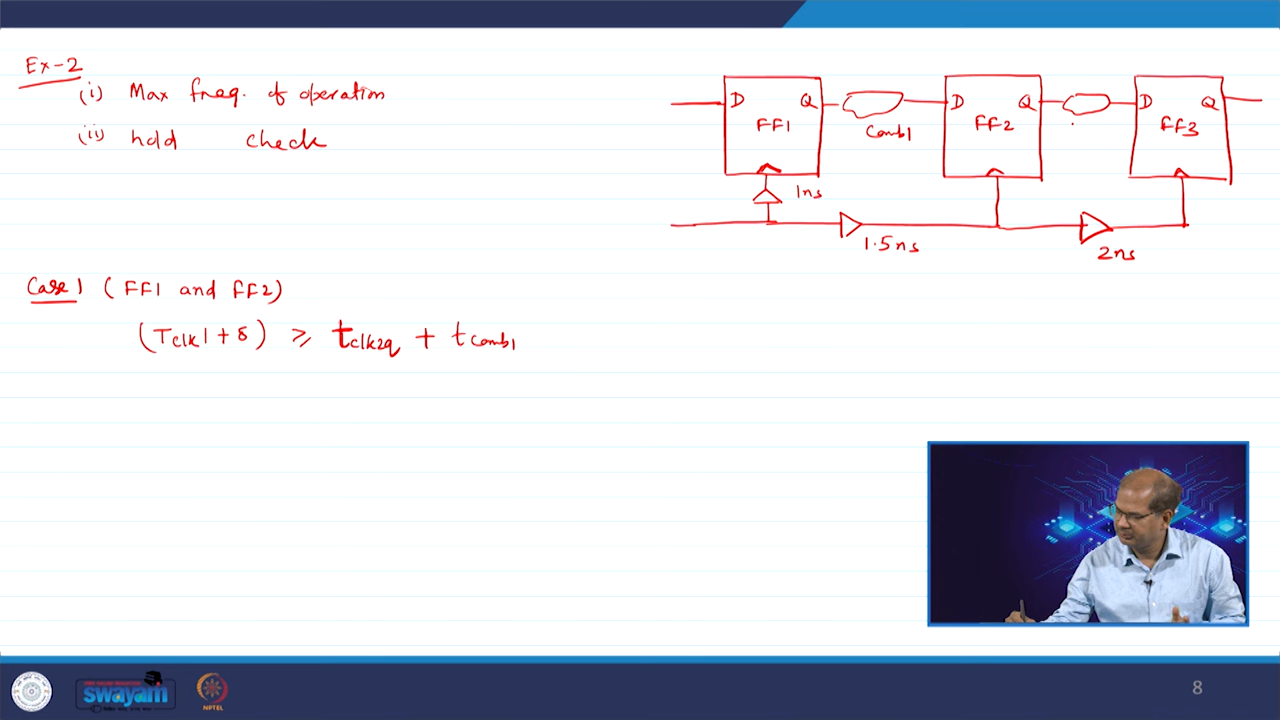 Ex-2
(i) Max freq. of operation
(ii) hold check
D Q
FF1
Comb1
D Q
FF2
D Q
FF3
1ns
1.5ns
2ns
Case 1 (FF1 and FF2)
(Tclk1 + δ) ≥ tclk2q + tcomb1
swayam
NPTEL
8